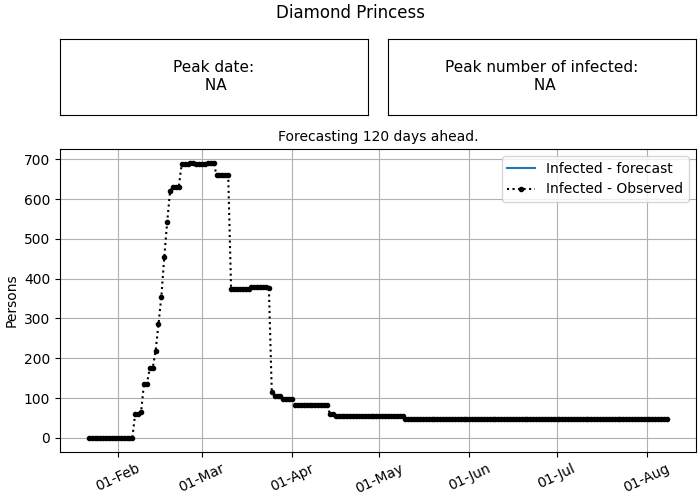 Diamond Princess
Peak date:
NA
Peak number of infected:
NA
Forecasting 120 days ahead.
Infected - forecast
Infected - Observed
Persons
700
600
500
400
300
200
100
0
01-Feb
01-Mar
01-Apr
01-May
01-Jun
01-Jul
01-Aug